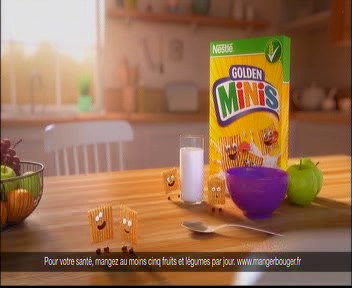 Nestlé
GOLDEN
MiNiS
Pour votre santé, mangez au moins cinq fruits et légumes par jour. www.mangerbouger.fr